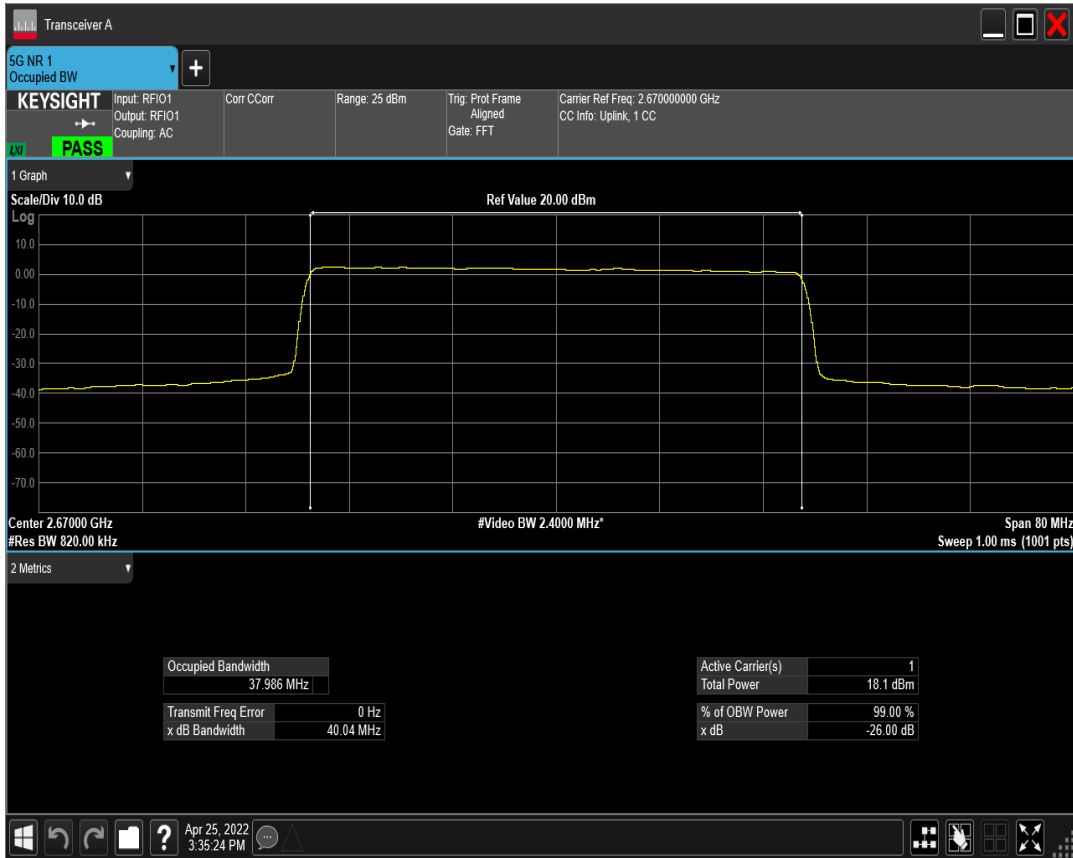 Transceiver A
5G NR 1
Occupied BW
+
KEYSIGHT
LXI
PASS
Input: RFIO1
Output: RFIO1
Coupling: AC
Corr CCorr
Range: 25 dBm
Trig: Prot Frame
Aligned
Gate: FFT
Carrier Ref Freq: 2.670000000 GHz
CC Info: Uplink, 1 CC
1 Graph
Scale/Div 10.0 dB
Ref Value 20.00 dBm
Log
10.0
0.00
-10.0
-20.0
-30.0
-40.0
-50.0
-60.0
-70.0
Center 2.67000 GHz
#Video BW 2.4000 MHz*
Span 80 MHz
#Res BW 820.00 kHz
Sweep 1.00 ms (1001 pts)
2 Metrics
Occupied Bandwidth
37.986 MHz
Transmit Freq Error 0 Hz
x dB Bandwidth 40.04 MHz
Active Carrier(s) 1
Total Power 18.1 dBm
% of OBW Power 99.00 %
x dB -26.00 dB
?
Apr 25, 2022
3:35:24 PM